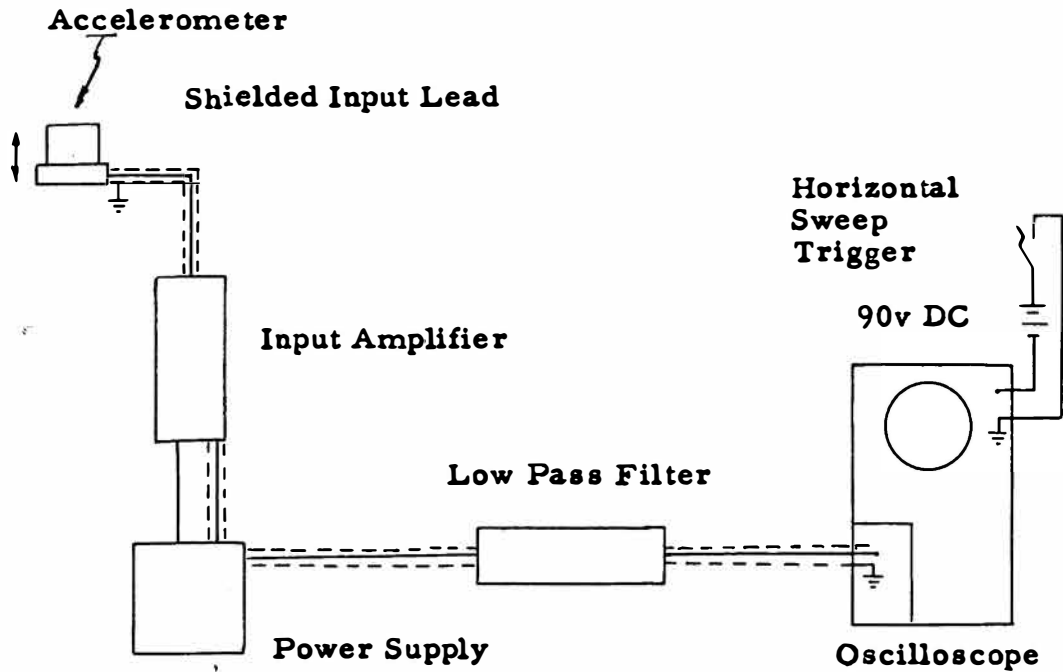 Accelerometer
Shielded Input Lead
Horizontal
Sweep
Trigger
90v DC
Input Amplifier
Low Pass Filter
Power Supply
Oscilloscope